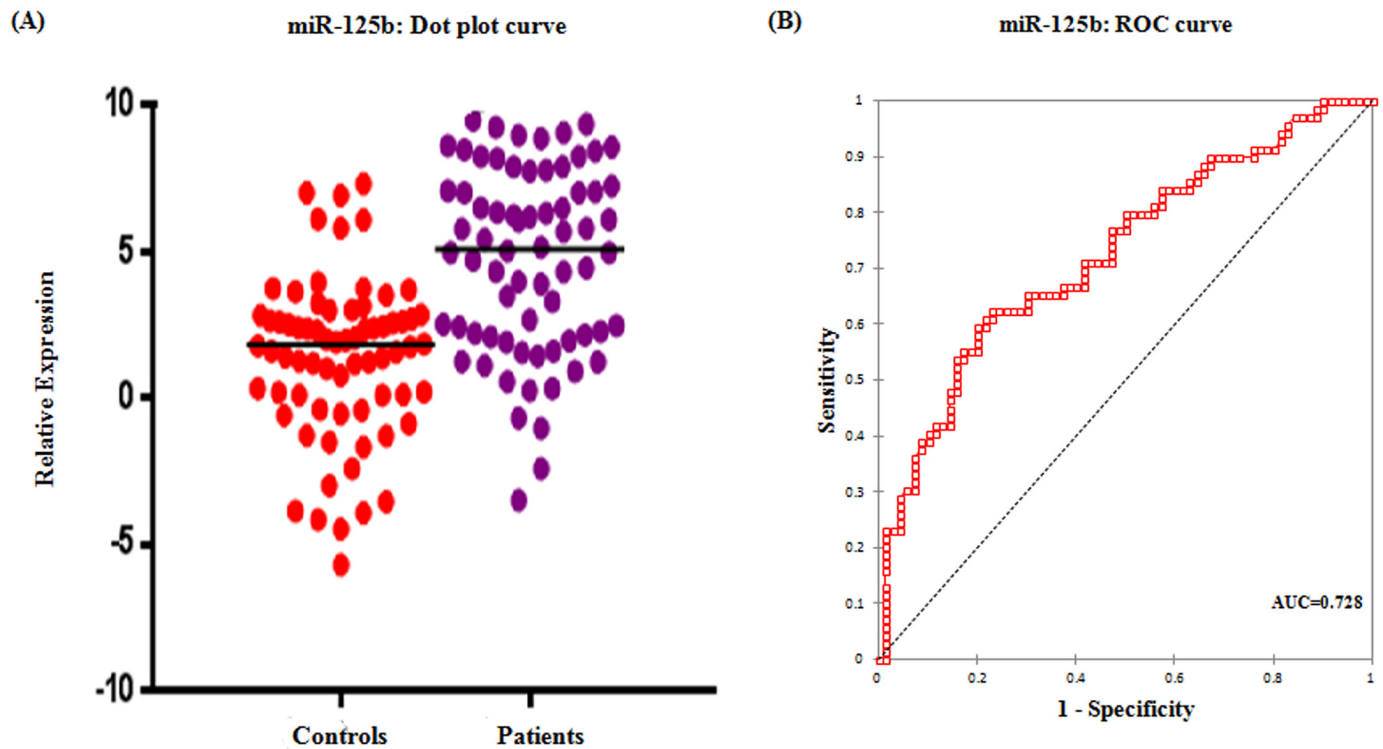 (A)
miR-125b: Dot plot curve
10
5
0
-5
-10
Relative Expression
Controls
Patients
(B)
miR-125b: ROC curve
1
0.9
0.8
0.7
0.6
0.5
0.4
0.3
0.2
0.1
0
Sensitivity
AUC=0.728
0
0.2
0.4
0.6
0.8
1
1 - Specificity